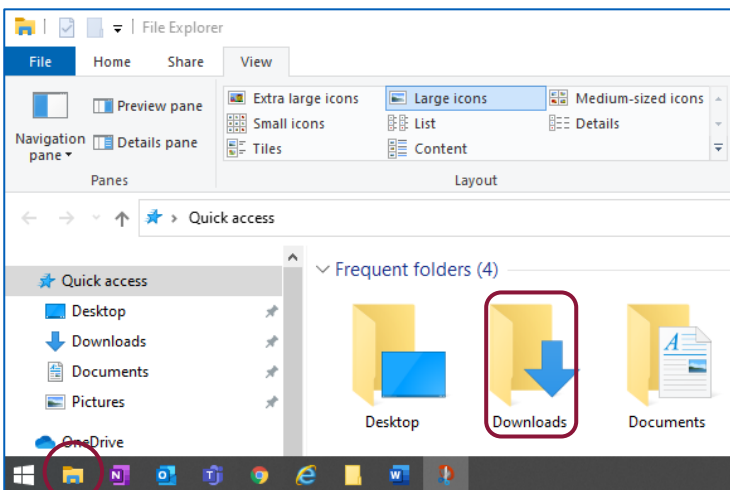 File Explorer
File Home Share View
Navigation pane
Preview pane
Details pane
Extra large icons Large icons Medium-sized icons
Small icons List Details
Tiles Content
Panes Layout
Quick access
Frequent folders (4)
Quick access
Desktop
Downloads
Documents
Pictures
OneDrive
Desktop Downloads Documents